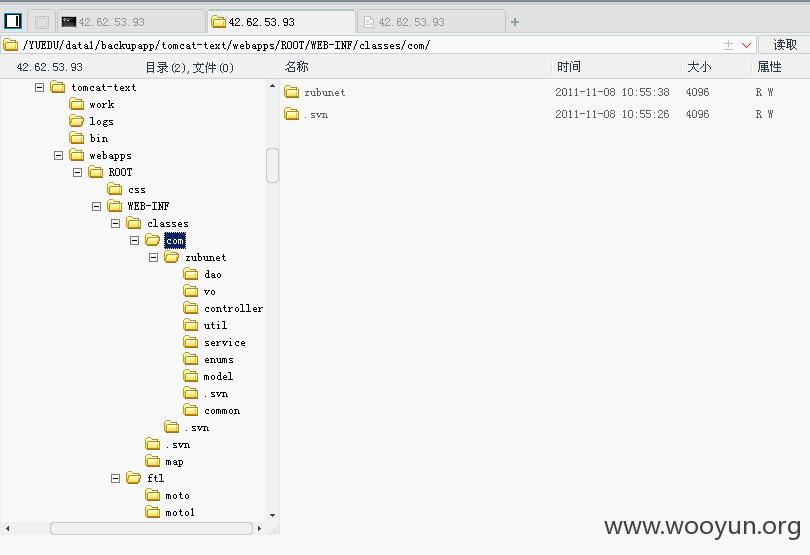 42.62.53.93 42.62.53.93 42.62.53.93
/YUEDU/data1/backupapp/tomcat-text/webapps/ROOT/WEB-INF/classes/com/ 读取
42.62.53.93 目录(2),文件(0) 名称 时间 大小 属性
tomcat-text
work
logs
bin
webapps
ROOT
css
WEB-INF
classes
com
zubunet
dao
vo
controller
util
service
enums
model
.svn
common
.svn
.svn
map
ftl
moto
moto1
zubunet 2011-11-08 10:55:38 4096 R W
.svn 2011-11-08 10:55:26 4096 R W
www.wooyun.org